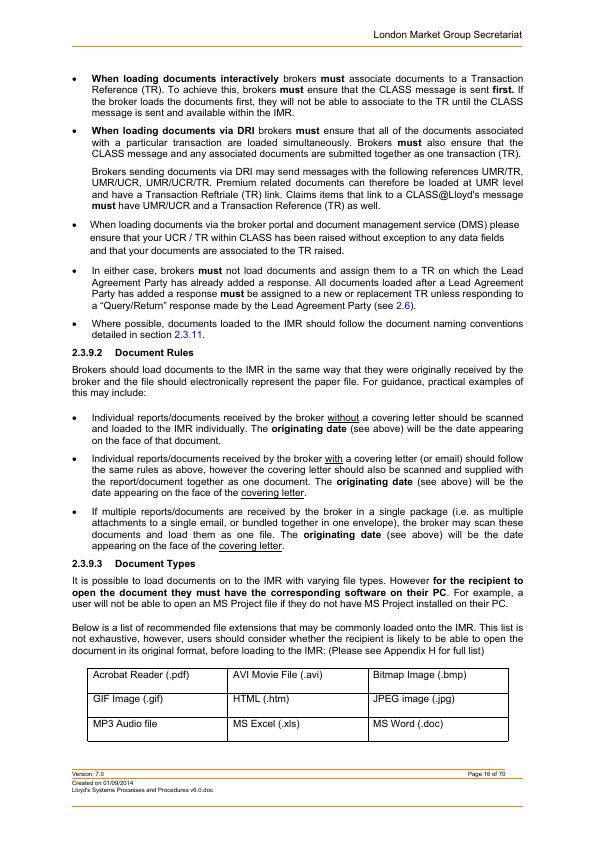 London Market Group Secretariat
• When loading documents interactively brokers must associate documents to a Transaction
Reference (TR). To achieve this, brokers must ensure that the CLASS message is sent first. If
the broker loads the documents first, they will not be able to associate to the TR until the CLASS
message is sent and available within the IMR.
• When loading documents via DRI brokers must ensure that all of the documents associated
with a particular transaction are loaded simultaneously. Brokers must also ensure that the
CLASS message and any associated documents are submitted together as one transaction (TR).
Brokers sending documents via DRI may send messages with the following references UMR/TR,
UMR/UCR, UMR/UCR/TR. Premium related documents can therefore be loaded at UMR level
and have a Transaction Reftriale (TR) link. Claims items that link to a CLASS@Lloyd's message
must have UMR/UCR and a Transaction Reference (TR) as well.
• When loading documents via the broker portal and document management service (DMS) please
ensure that your UCR / TR within CLASS has been raised without exception to any data fields
and that your documents are associated to the TR raised.
• In either case, brokers must not load documents and assign them to a TR on which the Lead
Agreement Party has already added a response. All documents loaded after a Lead Agreement
Party has added a response must be assigned to a new or replacement TR unless responding to
a “Query/Return” response made by the Lead Agreement Party (see 2.6).
• Where possible, documents loaded to the IMR should follow the document naming conventions
detailed in section 2.3.11.
2.3.9.2 Document Rules
Brokers should load documents to the IMR in the same way that they were originally received by the
broker and the file should electronically represent the paper file. For guidance, practical examples of
this may include:
• Individual reports/documents received by the broker without a covering letter should be scanned
and loaded to the IMR individually. The originating date (see above) will be the date appearing
on the face of that document.
• Individual reports/documents received by the broker with a covering letter (or email) should follow
the same rules as above, however the covering letter should also be scanned and supplied with
the report/document together as one document. The originating date (see above) will be the
date appearing on the face of the covering letter.
• If multiple reports/documents are received by the broker in a single package (i.e. as multiple
attachments to a single email, or bundled together in one envelope), the broker may scan these
documents and load them as one file. The originating date (see above) will be the date
appearing on the face of the covering letter.
2.3.9.3 Document Types
It is possible to load documents on to the IMR with varying file types. However for the recipient to
open the document they must have the corresponding software on their PC. For example, a
user will not be able to open an MS Project file if they do not have MS Project installed on their PC.
Below is a list of recommended file extensions that may be commonly loaded onto the IMR. This list is
not exhaustive, however, users should consider whether the recipient is likely to be able to open the
document in its original format, before loading to the IMR: (Please see Appendix H for full list)
Acrobat Reader (.pdf) AVI Movie File (.avi) Bitmap Image (.bmp)
GIF Image (.gif) HTML (.htm) JPEG image (.jpg)
MP3 Audio file MS Excel (.xls) MS Word (.doc)
Version: 7.0 Page 16 of 70
Created on 01/09/2014
Lloyd's Systems Processes and Procedures v6.0.doc